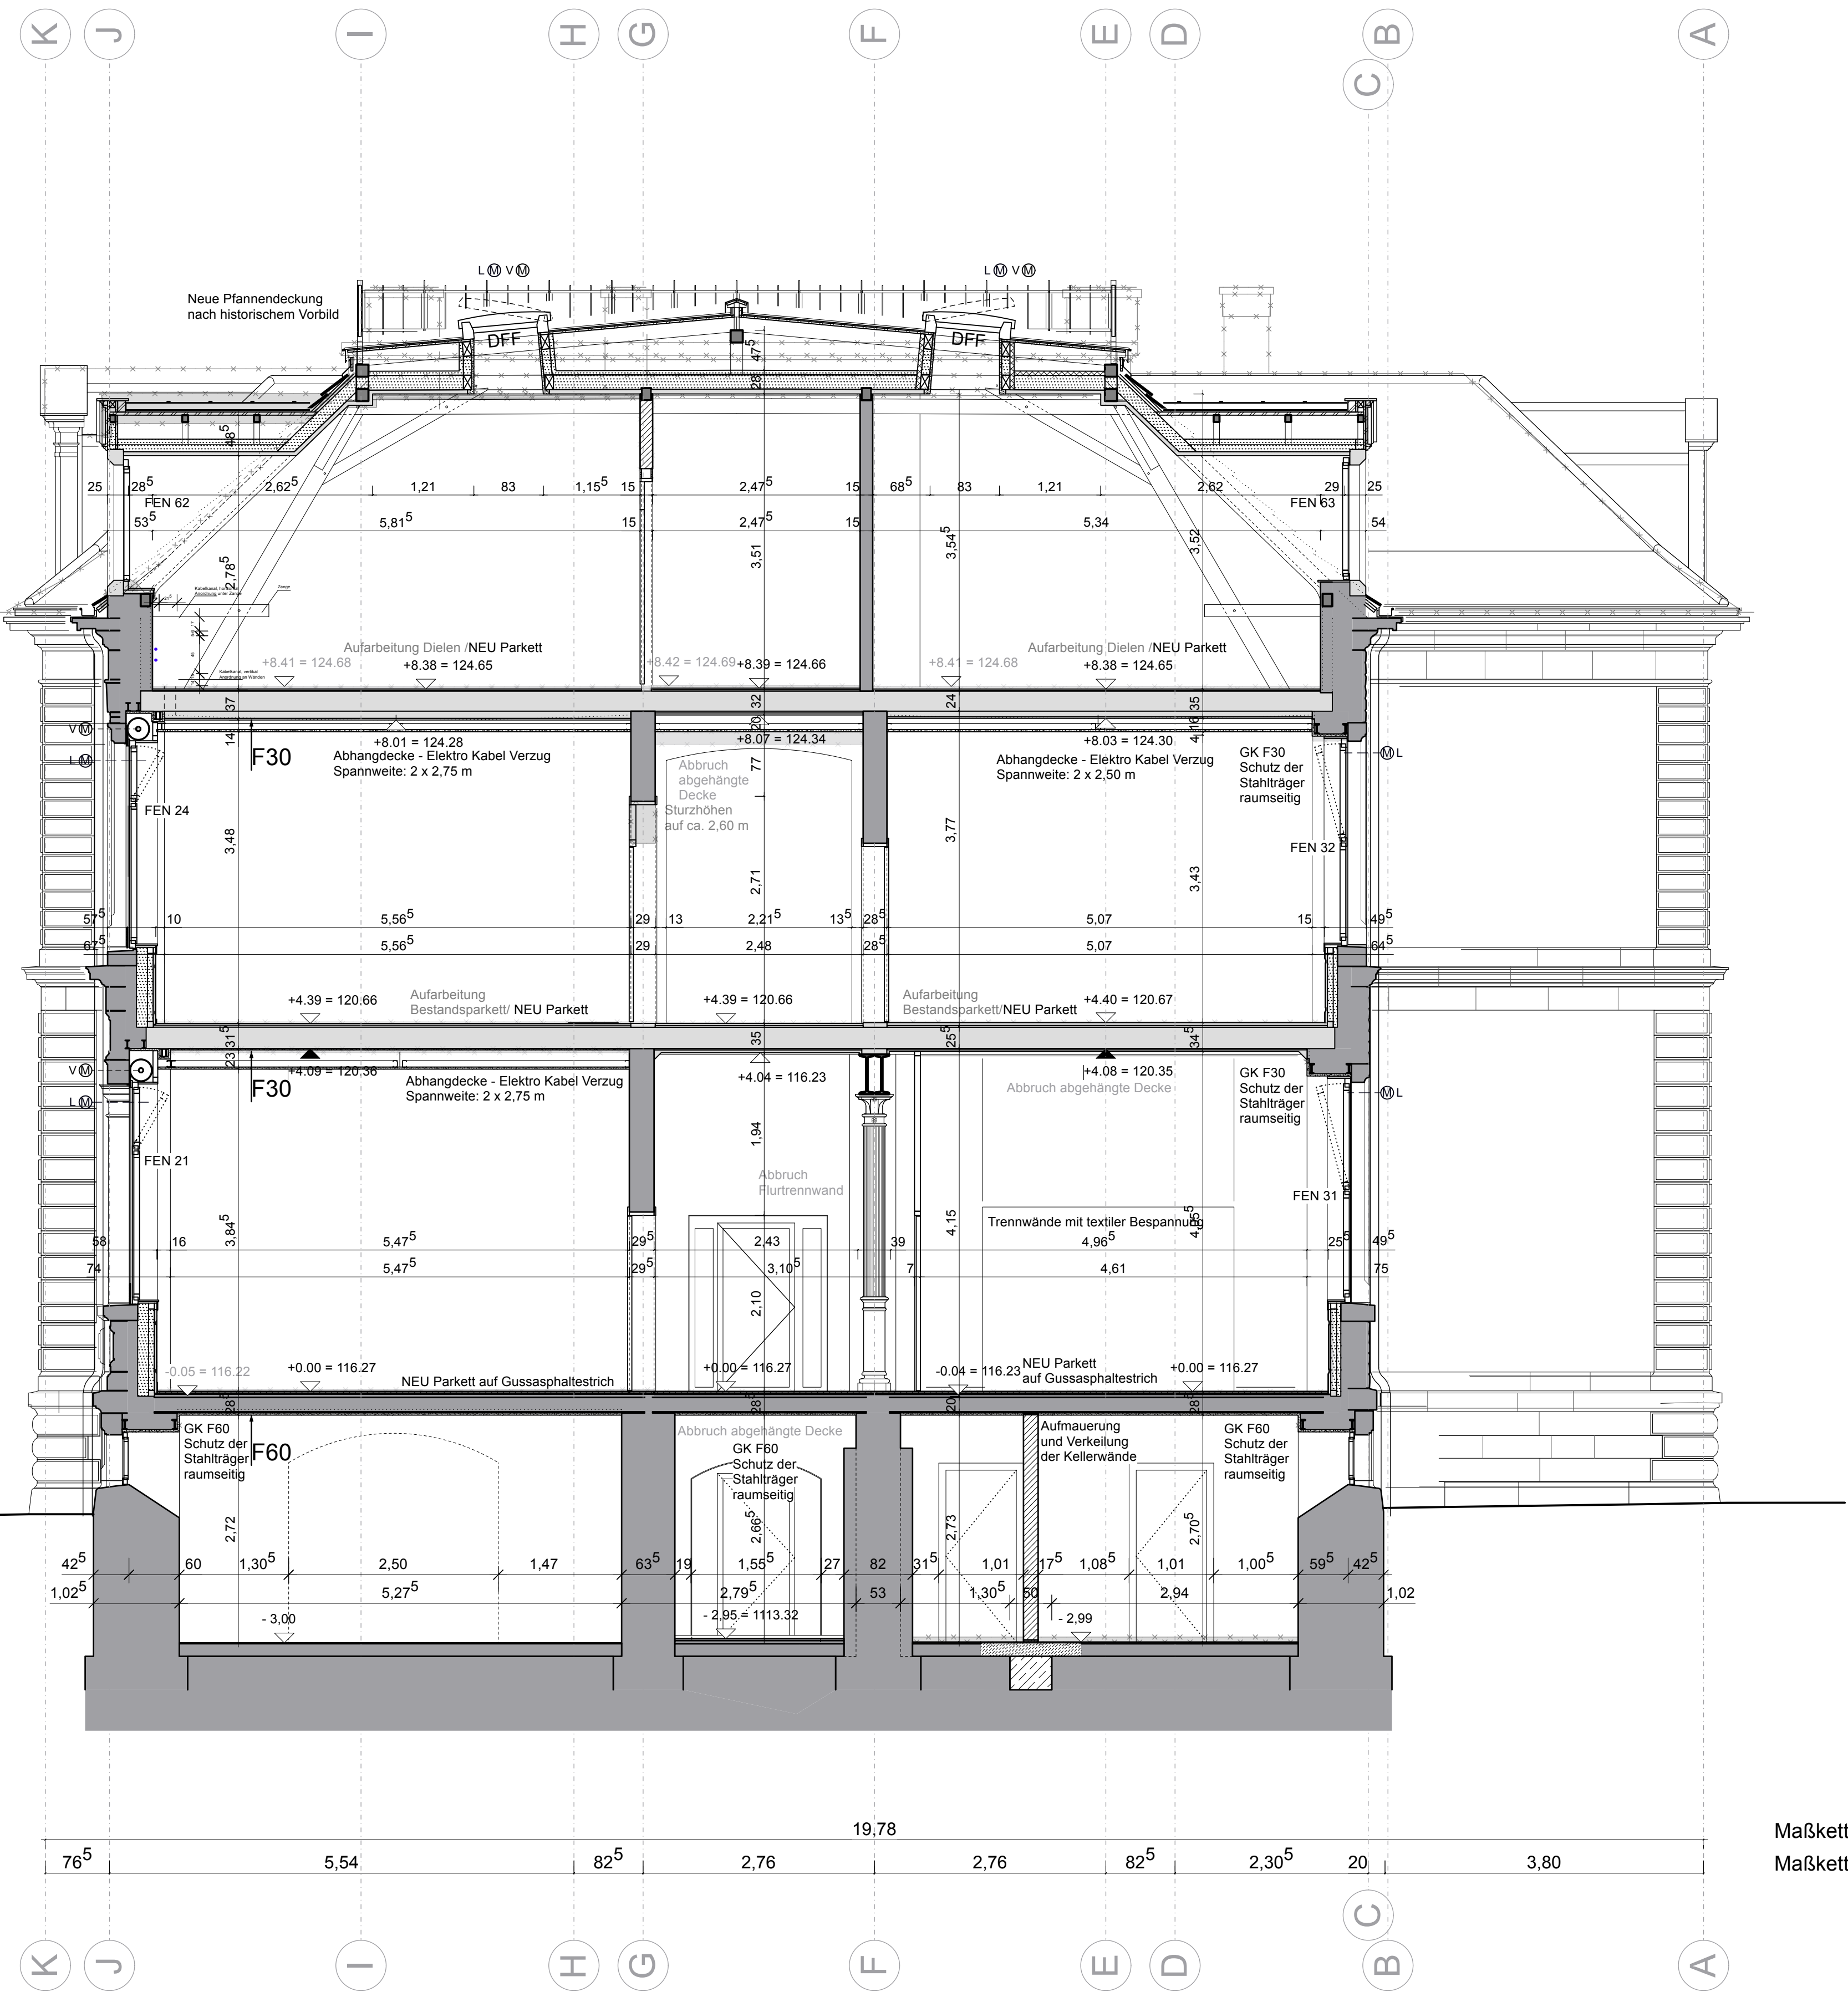 K J I H G F E D B A
C
L M V M
L M V M
Neue Pfannendeckung
nach historischem Vorbild
DFF
DFF
47⁵
28
48⁵
25 28⁵ 2,62⁵ 1,21 83 1,15⁵ 15 2,47⁵ 15 68⁵ 83 1,21 2,62 29 25
FEN 62
FEN 63
53⁵ 5,81⁵ 15 2,47⁵ 15 5,34 54
2,78⁵
3,51
3,54⁵
3,52
Zange
Anordnung unter Zange
Kabelkanal, vertikal
Anordnung an Wänden
Aufarbeitung Dielen /NEU Parkett
Aufarbeitung Dielen /NEU Parkett
+8.41 = 124.68
+8.38 = 124.65
+8.42 = 124.69
+8.39 = 124.66
+8.41 = 124.68
+8.38 = 124.65
37
32
24
35
V M
14
20
16
4
L M
F30
+8.01 = 124.28
Abhangdecke - Elektro Kabel Verzug
Spannweite: 2 x 2,75 m
+8.07 = 124.34
+8.03 = 124.30
Abhangdecke - Elektro Kabel Verzug
Spannweite: 2 x 2,50 m
GK F30
Schutz der
Stahlträger
raumseitig
M L
Abbruch
abgehängte
Decke
Sturzhöhen
auf ca. 2,60 m
77
FEN 24
FEN 32
3,48
2,71
3,77
3,43
57⁵ 10 5,56⁵ 29 13 2,21⁵ 13⁵ 28⁵ 5,07 15 49⁵
67⁵ 5,56⁵ 29 2,48 28⁵ 5,07 64⁵
+4.39 = 120.66
Aufarbeitung
Bestandsparkett/ NEU Parkett
+4.39 = 120.66
Aufarbeitung
Bestandsparkett/NEU Parkett
+4.40 = 120.67
31⁵
35
25⁵
34⁵
23
V M
L M
F30
+4.09 = 120.36
Abhangdecke - Elektro Kabel Verzug
Spannweite: 2 x 2,75 m
+4.04 = 116.23
+4.08 = 120.35
Abbruch abgehängte Decke
GK F30
Schutz der
Stahlträger
raumseitig
M L
1,94
FEN 21
Abbruch
Flurtrennwand
FEN 31
Trennwände mit textiler Bespannung
3,84⁵
4,15
58 16 5,47⁵ 29⁵ 2,43 39 4,96⁵ 25⁵ 49⁵
74 5,47⁵ 29⁵ 3,10⁵ 7 4,61 75
2,10
-0.05 = 116.22
+0.00 = 116.27
NEU Parkett auf Gussasphaltestrich
+0.00 = 116.27
-0.04 = 116.23
NEU Parkett
auf Gussasphaltestrich
+0.00 = 116.27
GK F60
Schutz der
Stahlträger
raumseitig
F60
Abbruch abgehängte Decke
GK F60
Schutz der
Stahlträger
raumseitig
Aufmauerung
und Verkeilung
der Kellerwände
GK F60
Schutz der
Stahlträger
raumseitig
2,72
2,66⁵
2,73
2,70⁵
42⁵ 60 1,30⁵ 2,50 1,47 63⁵ 19 1,55⁵ 27 82 31⁵ 1,01 17⁵ 1,08⁵ 1,01 1,00⁵ 59⁵ 42⁵
1,02⁵ 5,27⁵ 2,79⁵ 53 1,30⁵ 50 2,94 1,02
- 3,00
- 2,95 = 1113.32
- 2,99
19,78
Maßkett
76⁵ 5,54 82⁵ 2,76 2,76 82⁵ 2,30⁵ 20 3,80
Maßkett
C
K J I H G F E D B A